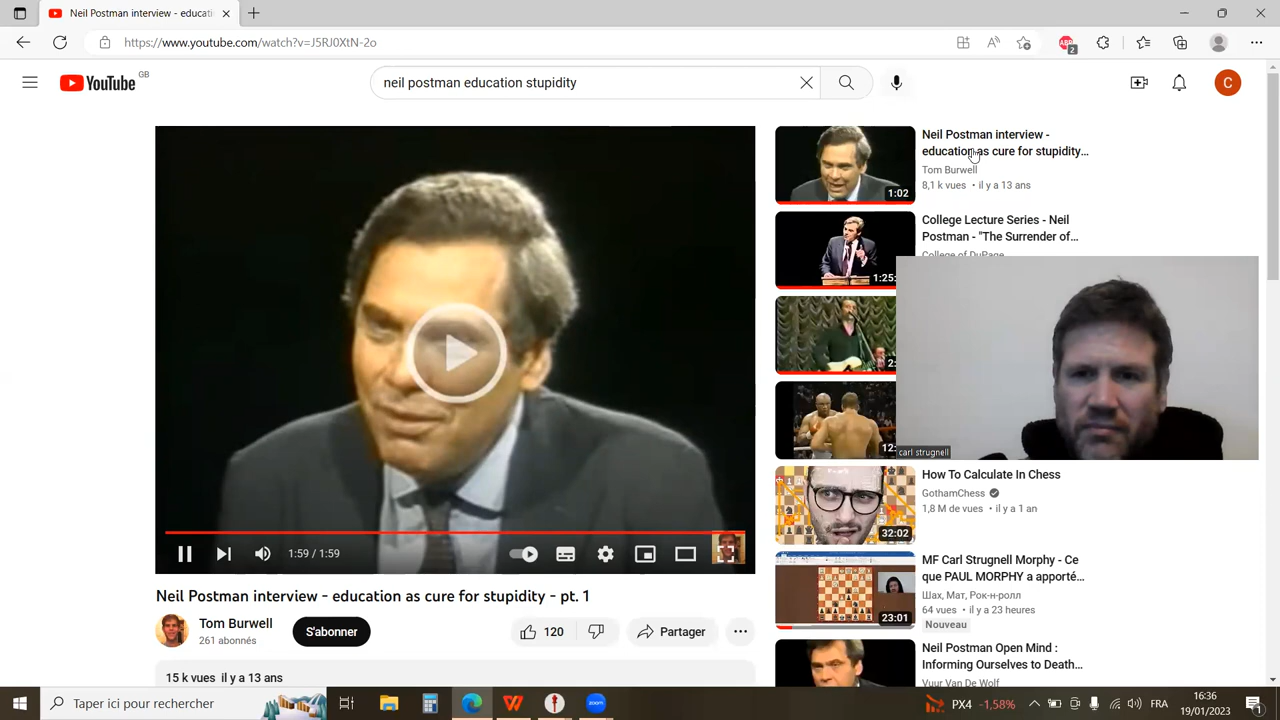 Neil Postman interview - educati
https://www.youtube.com/watch?v=J5RJ0XtN-2o
2
YouTube GB
neil postman education stupidity
C
Neil Postman interview -
education as cure for stupidity...
Tom Burwell
8,1 k vues • il y a 13 ans
1:02
College Lecture Series - Neil
Postman - "The Surrender of...
College of DuPage
1:25:
2:
12:
carl strugnell
How To Calculate In Chess
GothamChess
1,8 M de vues • il y a 1 an
32:02
MF Carl Strugnell Morphy - Ce
que PAUL MORPHY a apporté...
Шах, Мат, Рок-н-ролл
64 vues • il y a 23 heures
Nouveau
23:01
Neil Postman Open Mind :
Informing Ourselves to Death...
Vuur Van De Wolf
1:59 / 1:59
Neil Postman interview - education as cure for stupidity - pt. 1
Tom Burwell
261 abonnés
S'abonner
120
Partager
15 k vues il y a 13 ans
Taper ici pour rechercher
PX4 -1,58%
FRA
16:36
19/01/2023
1